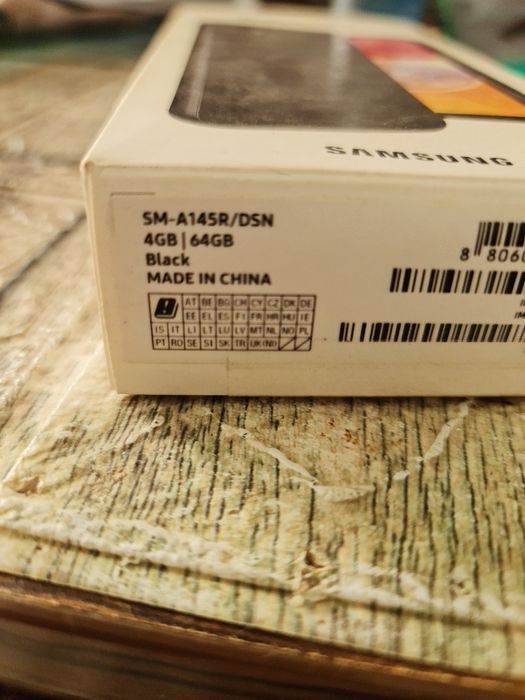 SAMSUNG
SM-A145R/DSN
4GB | 64GB
Black
MADE IN CHINA
8 8060
IM
AT BE BG CH CY CZ DK DE
EE EL ES FI FR HR HU IE
IS IT LI LT LU LV MT NL NO PL
PT RO SE SI SK TR UK(NI)